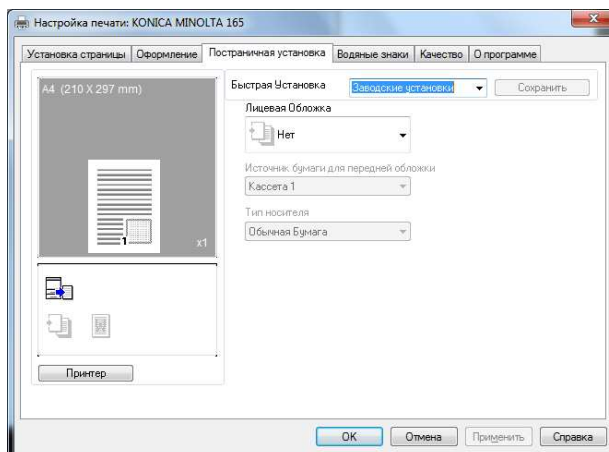 Настройка печати: KONICA MINOLTA 165
Установка страницы Оформление Постраничная установка Водяные знаки Качество О программе
A4 (210 X 297 mm)
Быстрая Установка Заводские установки Сохранить
Лицевая Обложка
Нет
Источник бумаги для передней обложки
Кассета 1
Тип носителя
Обычная Бумага
1
x1
Принтер
OK Отмена Применить Справка